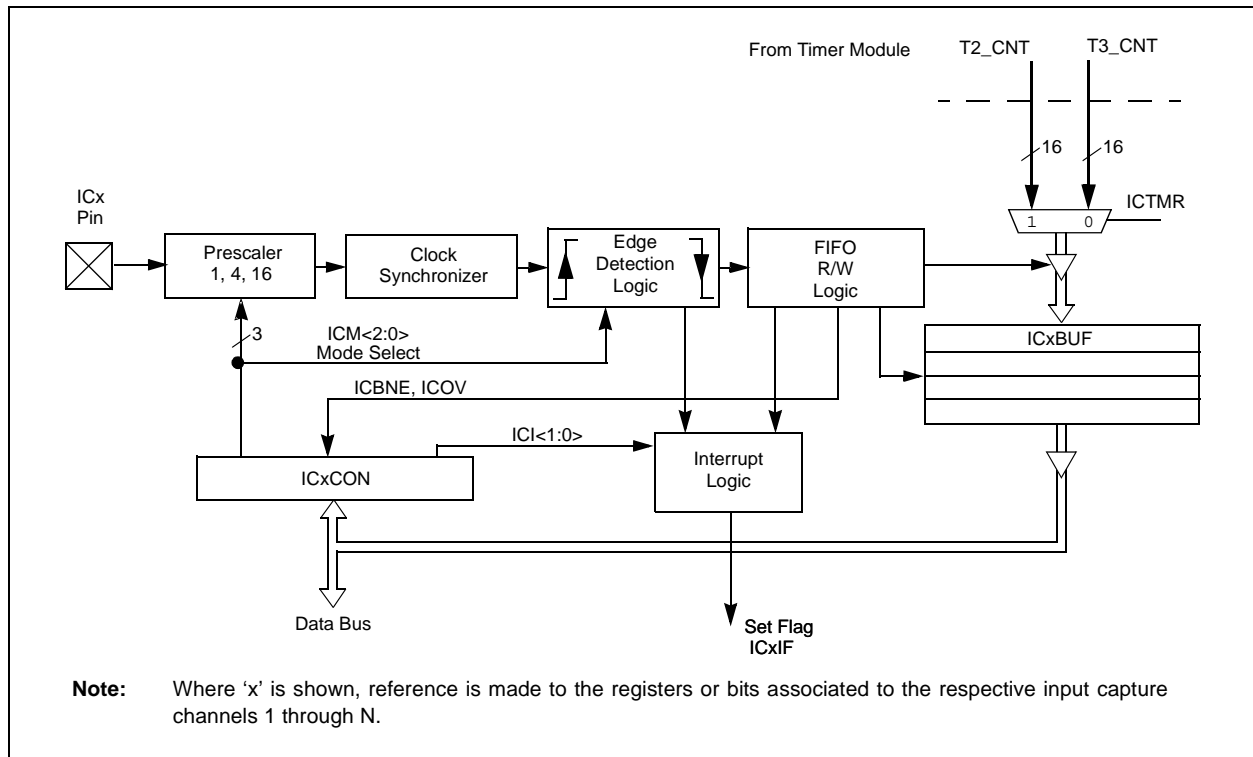 From Timer Module
T2_CNT
T3_CNT
16
16
ICx
Pin
1
0
ICTMR
Prescaler
1, 4, 16
Clock
Synchronizer
Edge
Detection
Logic
FIFO
R/W
Logic
3
ICM<2:0>
Mode Select
ICxBUF
ICBNE, ICOV
ICI<1:0>
Interrupt
Logic
ICxCON
Data Bus
Set Flag
ICxIF
Note: Where ‘x’ is shown, reference is made to the registers or bits associated to the respective input capture
channels 1 through N.